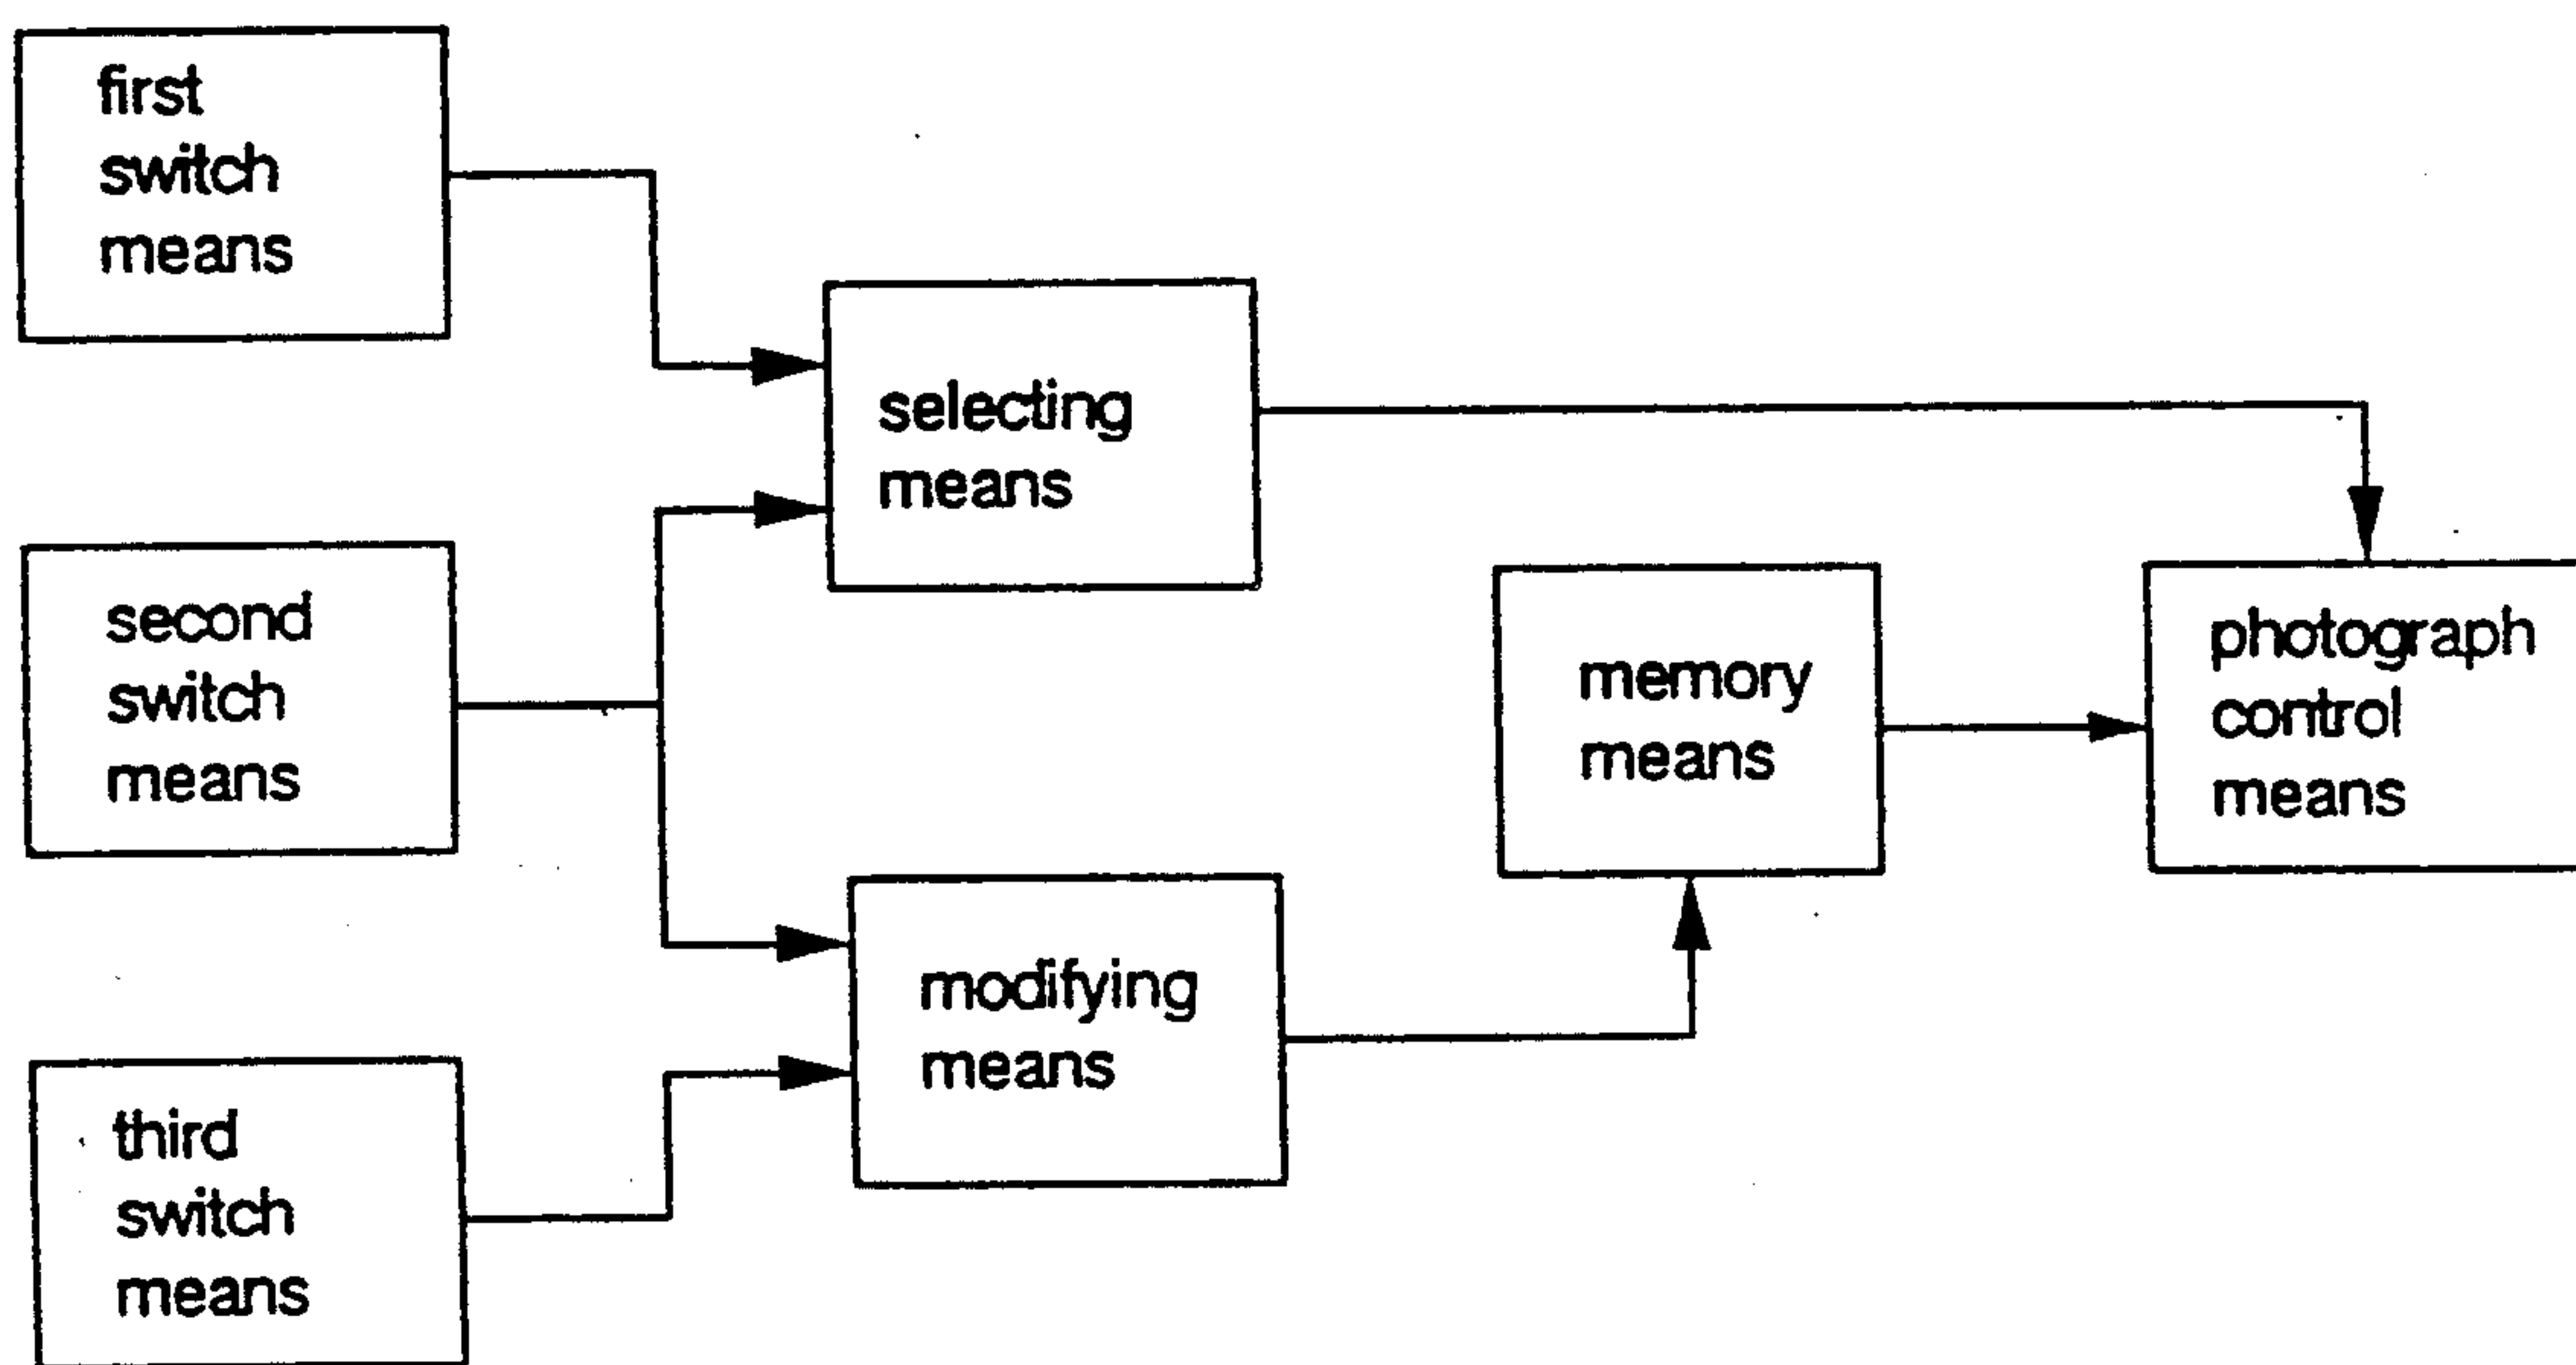 first
switch
means
selecting
means
second
switch
means
memory
means
photograph
control
means
modifying
means
third
switch
means